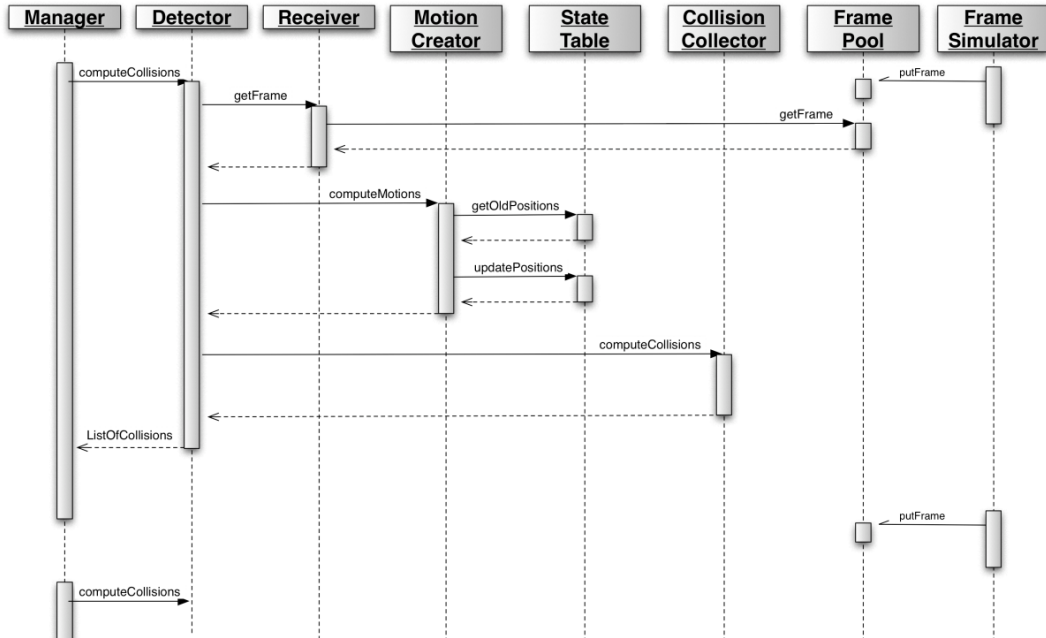 Manager
Detector
Receiver
Motion
Creator
State
Table
Collision
Collector
Frame
Pool
Frame
Simulator
computeCollisions
putFrame
getFrame
getFrame
computeMotions
getOldPositions
updatePositions
computeCollisions
ListOfCollisions
putFrame
computeCollisions